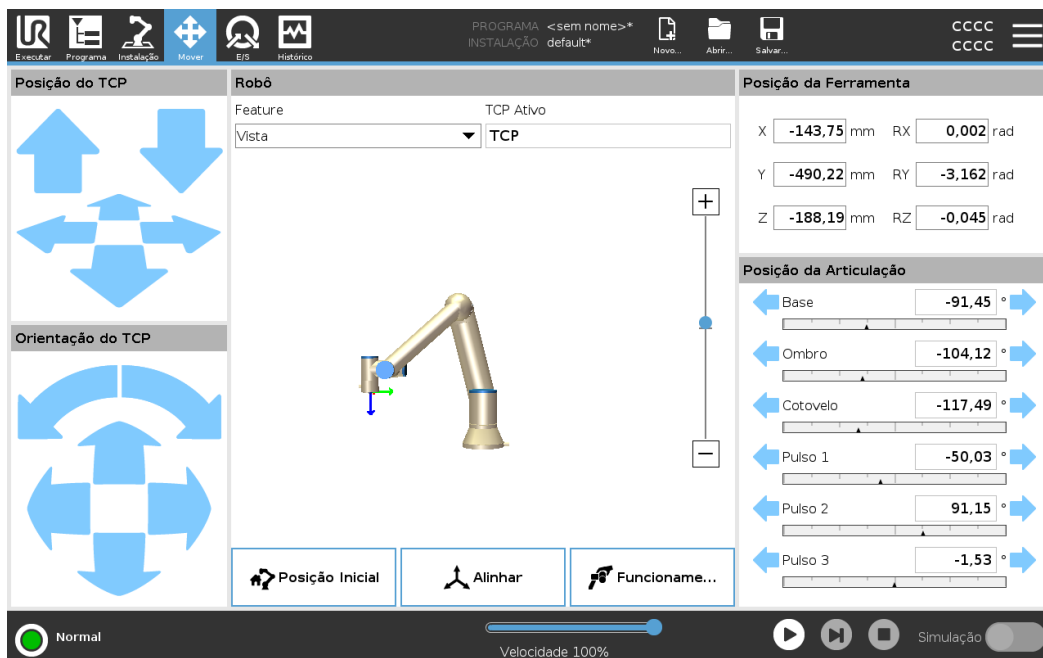 PROGRAMA <sem nome>*
INSTALAÇÃO default*
Executar Programa Instalação Mover E/S Histórico
Novo... Abrir... Salvar...
CCCC
CCCC
Posição do TCP
Orientação do TCP
Robô
Feature TCP Ativo
Vista TCP
+
−
Posição Inicial Alinhar Funcioname...
Posição da Ferramenta
X -143,75 mm RX 0,002 rad
Y -490,22 mm RY -3,162 rad
Z -188,19 mm RZ -0,045 rad
Posição da Articulação
Base -91,45 °
Ombro -104,12 °
Cotovelo -117,49 °
Pulso 1 -50,03 °
Pulso 2 91,15 °
Pulso 3 -1,53 °
Normal
Velocidade 100%
Simulação